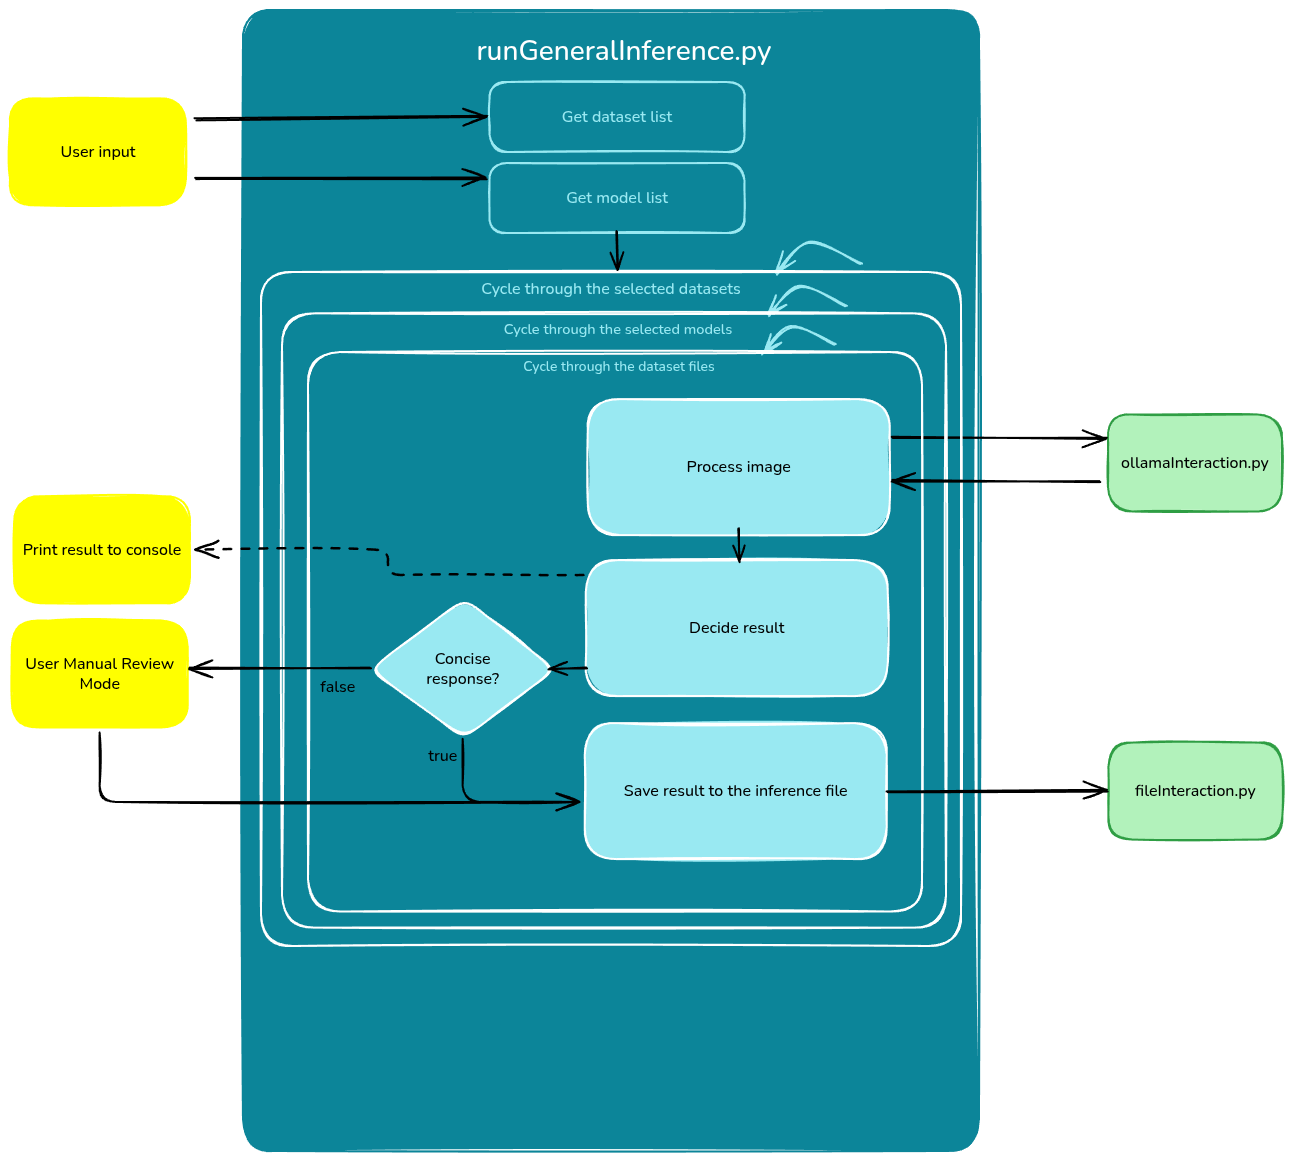 runGeneralInference.py
Get dataset list
User input
Get model list
Cycle through the selected datasets
Cycle through the selected models
Cycle through the dataset files
Process image
ollamaInteraction.py
Print result to console
Decide result
User Manual Review
Mode
Concise
response?
false
true
Save result to the inference file
fileInteraction.py